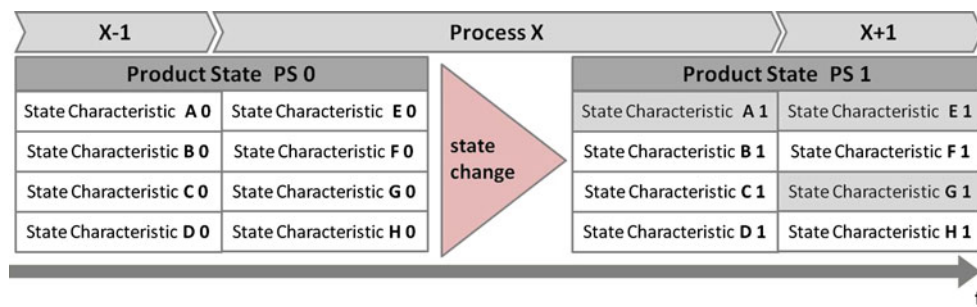 X-1 Process X X+1
Product State PS 0
State Characteristic A 0 State Characteristic E 0
State Characteristic B 0 State Characteristic F 0
State Characteristic C 0 State Characteristic G 0
State Characteristic D 0 State Characteristic H 0
state
change
Product State PS 1
State Characteristic A 1 State Characteristic E 1
State Characteristic B 1 State Characteristic F 1
State Characteristic C 1 State Characteristic G 1
State Characteristic D 1 State Characteristic H 1
t